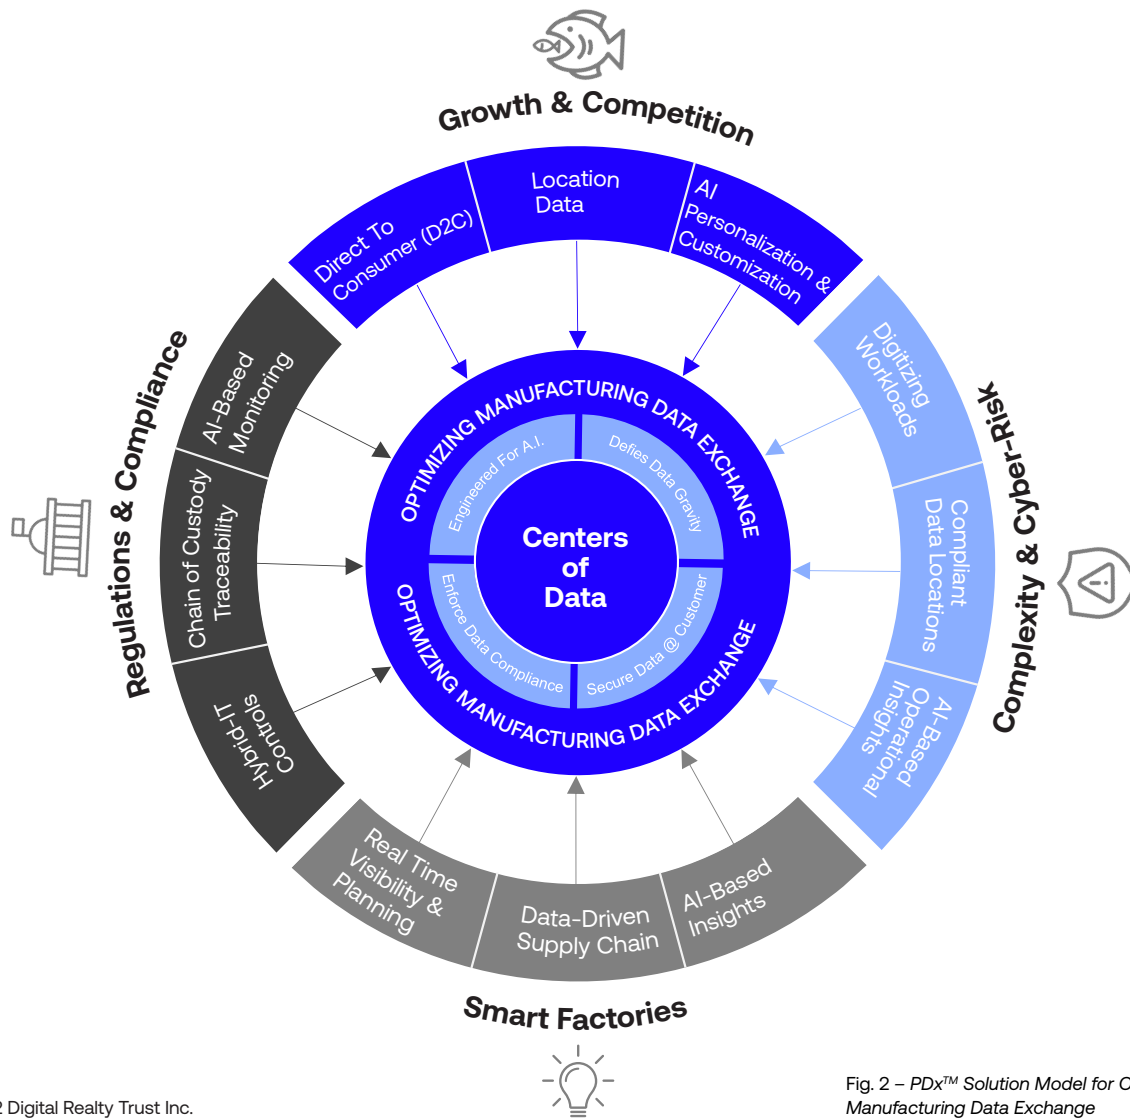 Growth & Competition
Direct To
Consumer (D2C)
Location
Data
AI
Personalization &
Customization
Digitizing
Workloads
Compliant
Data Locations
AI-Based
Operational
Insights
Complexity & Cyber-Risk
AI-Based
Monitoring
Chain of Custody
Traceability
Hybrid-IT
Controls
Regulations & Compliance
OPTIMIZING MANUFACTURING DATA EXCHANGE
Engineered For A.I.
Defies Data Gravity
Centers
of
Data
Enforce Data Compliance
Secure Data @ Customer
OPTIMIZING MANUFACTURING DATA EXCHANGE
Real Time
Visibility &
Planning
Data-Driven
Supply Chain
AI-Based
Insights
Smart Factories
2 Digital Realty Trust Inc.
Fig. 2 – PDx™ Solution Model for
Manufacturing Data Exchange